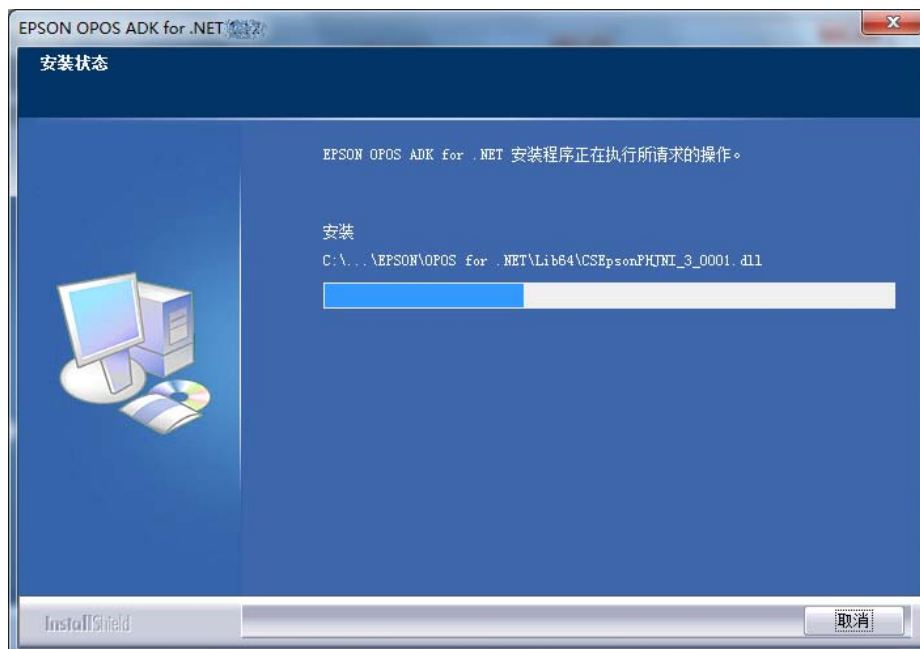 EPSON OPOS ADK for .NET
安装状态
EPSON OPOS ADK for .NET 安装程序正在执行所请求的操作。
安装
C:\...\EPSON\OPOS for .NET\Lib64\CSEpsonPHJNI_3_0001.dll
InstallShield
取消